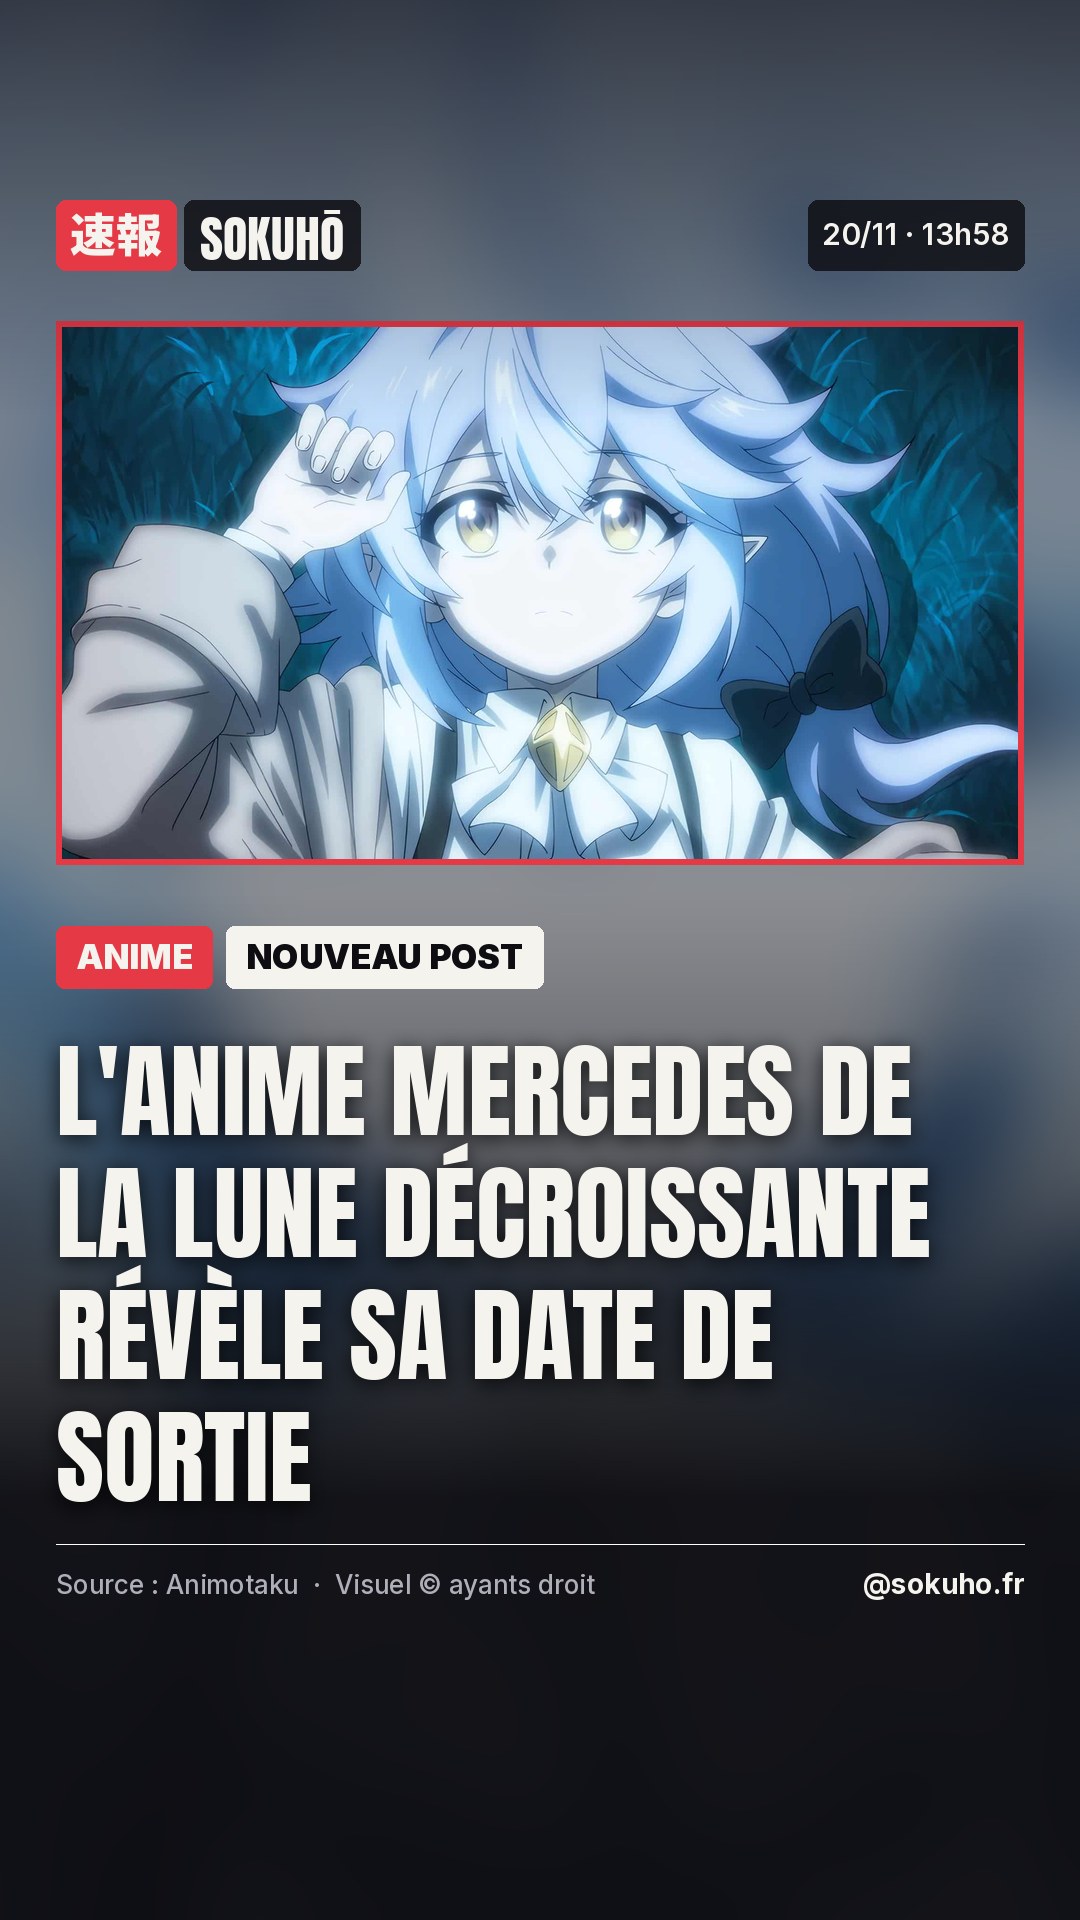 速報 SOKUHŌ
20/11 · 13h58
ANIME
NOUVEAU POST
L'ANIME MERCEDES DE
LA LUNE DÉCROISSANTE
RÉVÈLE SA DATE DE
SORTIE
Source : Animotaku · Visuel © ayants droit
@sokuho.fr